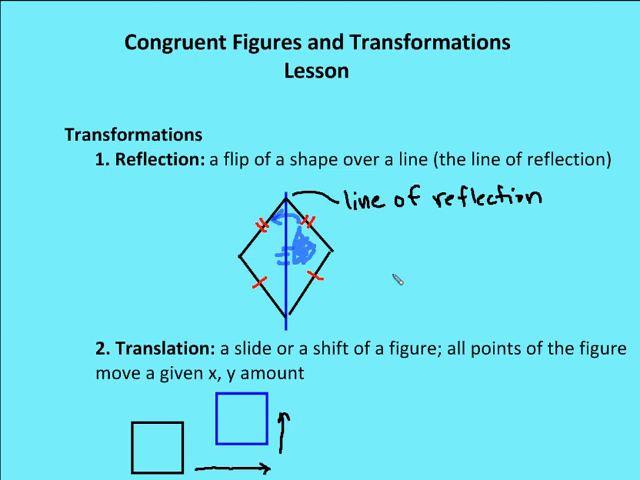 Congruent Figures and Transformations
Lesson
Transformations
1. Reflection: a flip of a shape over a line (the line of reflection)
line of reflection
2. Translation: a slide or a shift of a figure; all points of the figure
move a given x, y amount